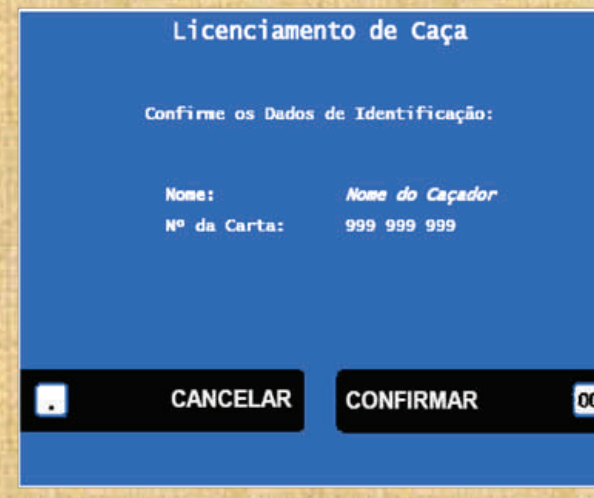 Licenciamento de Caça
Confirme os Dados de Identificação:
Nome: Nome do Caçador
Nº da Carta: 999 999 999
. CANCELAR CONFIRMAR 00